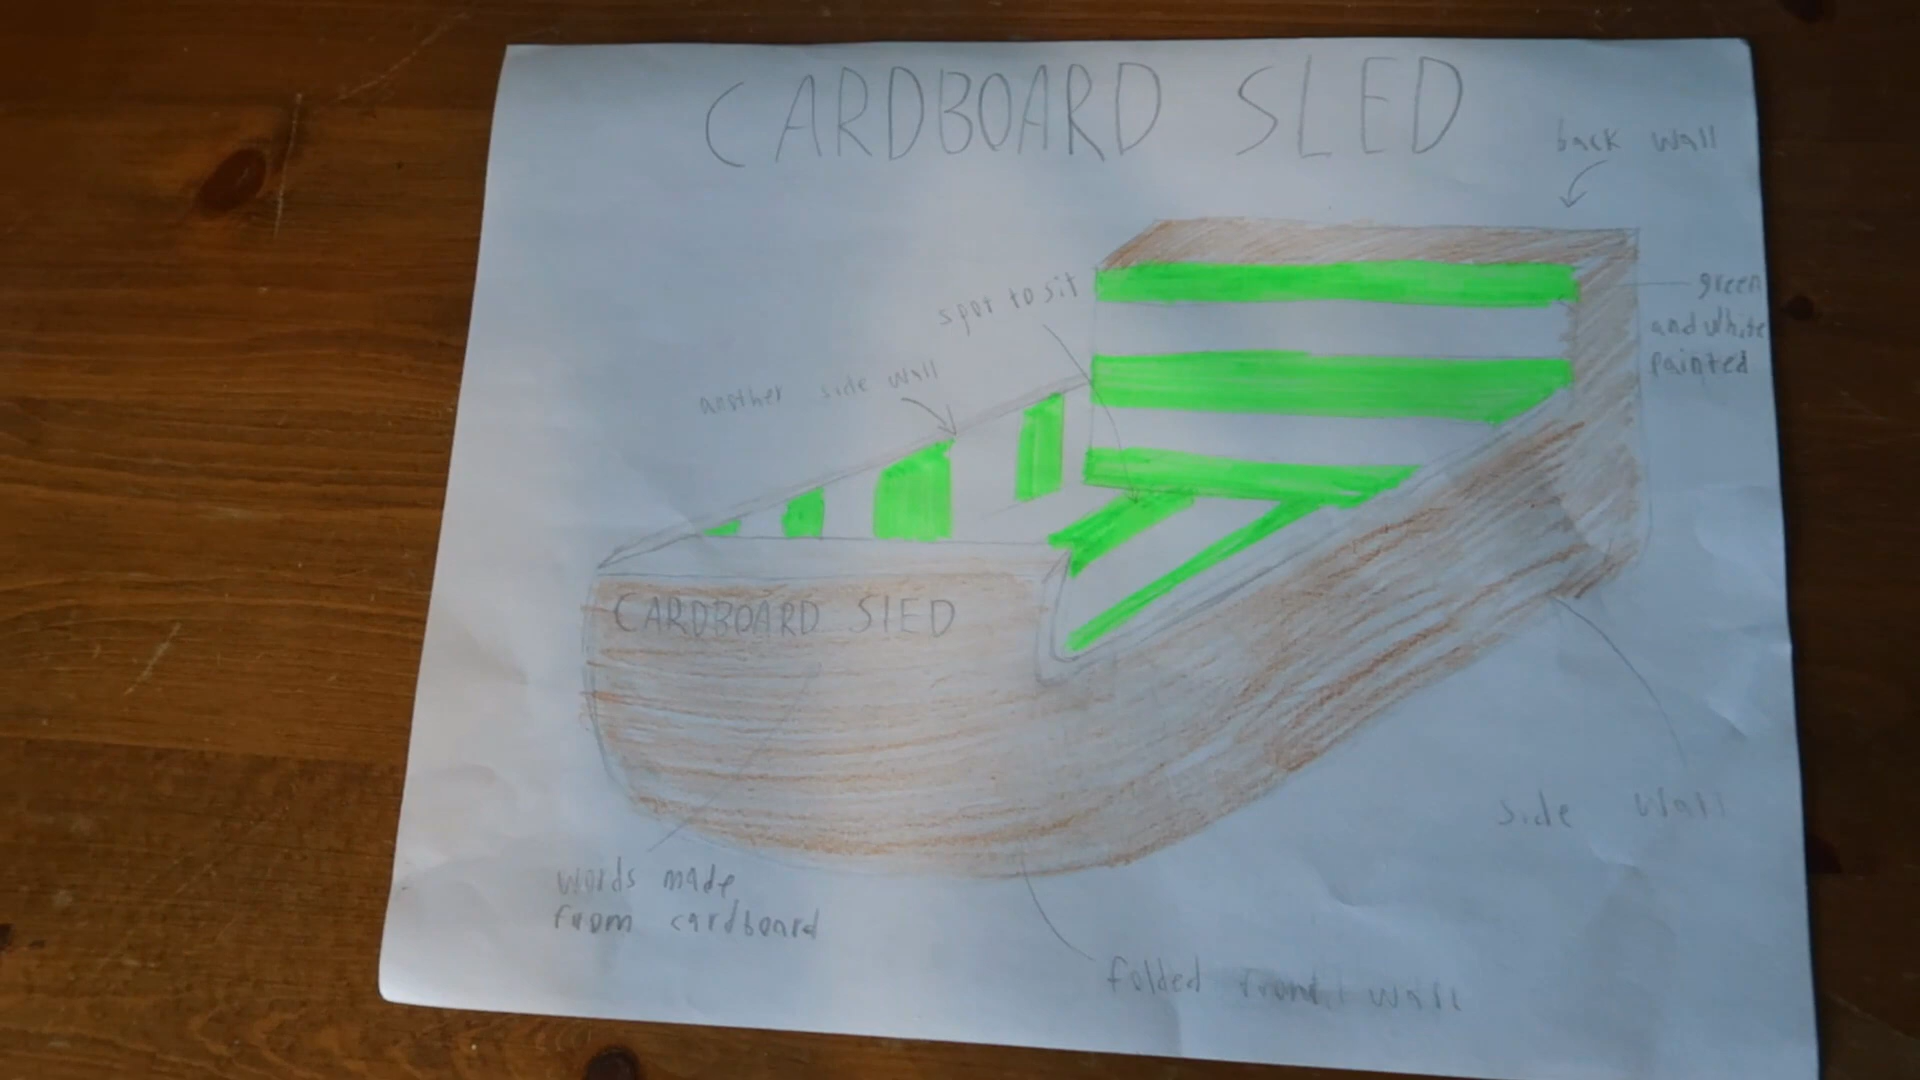 CARDBOARD SLED
back wall
spot to sit
green
and white
painted
another side wall
CARDBOARD SLED
side wall
words made
from cardboard
folded front wall